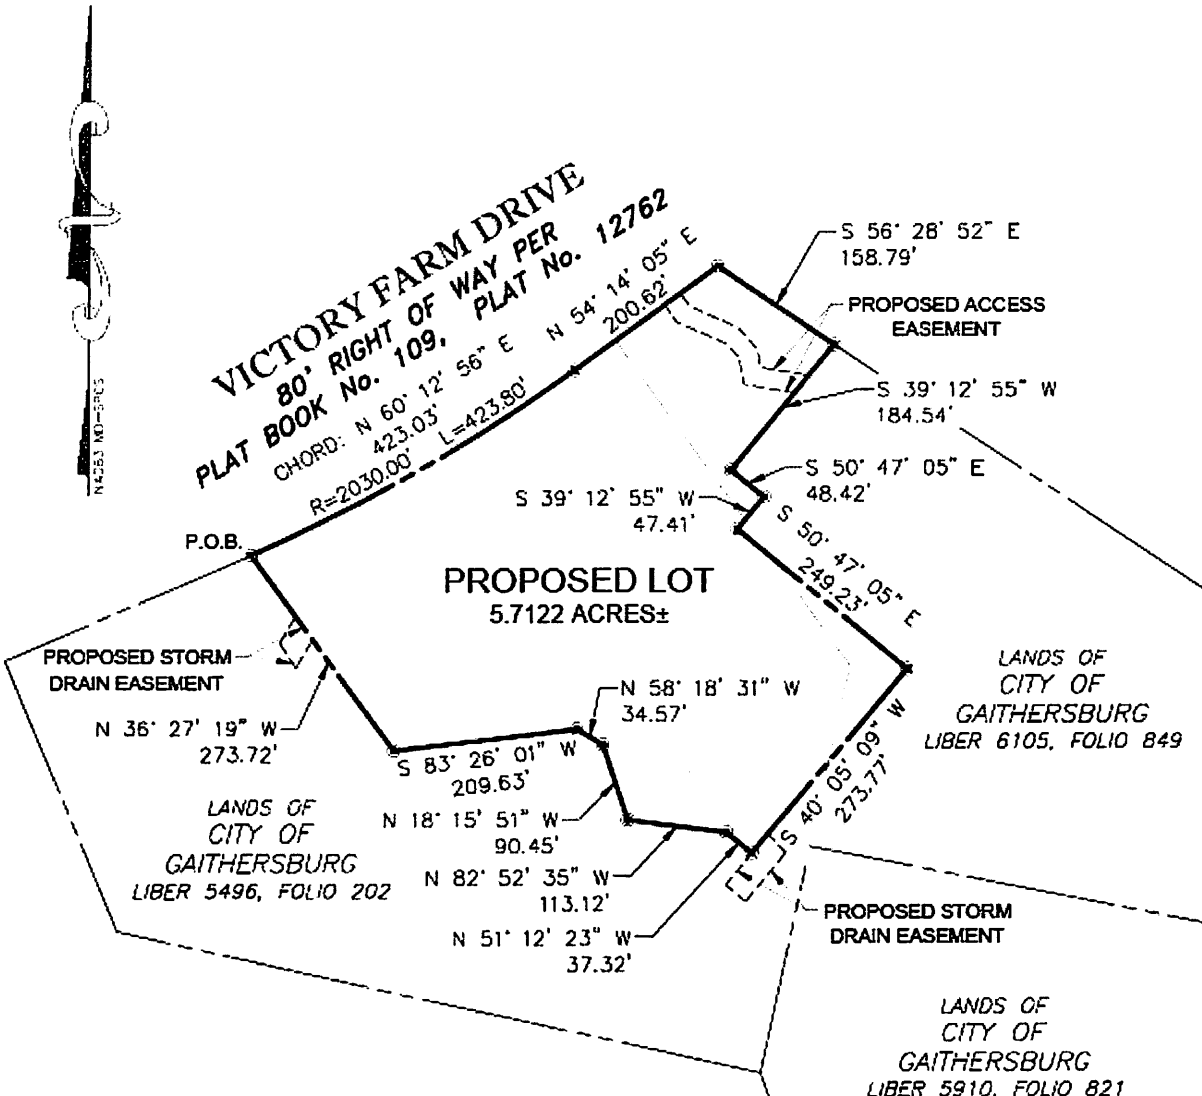 NAD83 MD-SPCS
VICTORY FARM DRIVE
80' RIGHT OF WAY PER
PLAT BOOK No. 109, PLAT No. 12762
CHORD: N 60° 12' 56" E
423.03'
R=2030.00'
L=423.80'
N 54° 14' 05" E
200.62'
S 56° 28' 52" E
158.79'
PROPOSED ACCESS
EASEMENT
S 39° 12' 55" W
184.54'
S 50° 47' 05" E
48.42'
S 39° 12' 55" W
47.41'
S 50° 47' 05" E
249.23'
P.O.B.
PROPOSED LOT
5.7122 ACRES±
PROPOSED STORM
DRAIN EASEMENT
N 36° 27' 19" W
273.72'
LANDS OF
CITY OF
GAITHERSBURG
LIBER 6105, FOLIO 849
N 58° 18' 31" W
34.57'
S 83° 26' 01" W
209.63'
S 40° 05' 09" W
273.77'
LANDS OF
CITY OF
GAITHERSBURG
LIBER 5496, FOLIO 202
N 18° 15' 51" W
90.45'
N 82° 52' 35" W
113.12'
N 51° 12' 23" W
37.32'
PROPOSED STORM
DRAIN EASEMENT
LANDS OF
CITY OF
GAITHERSBURG
LIBER 5910, FOLIO 821